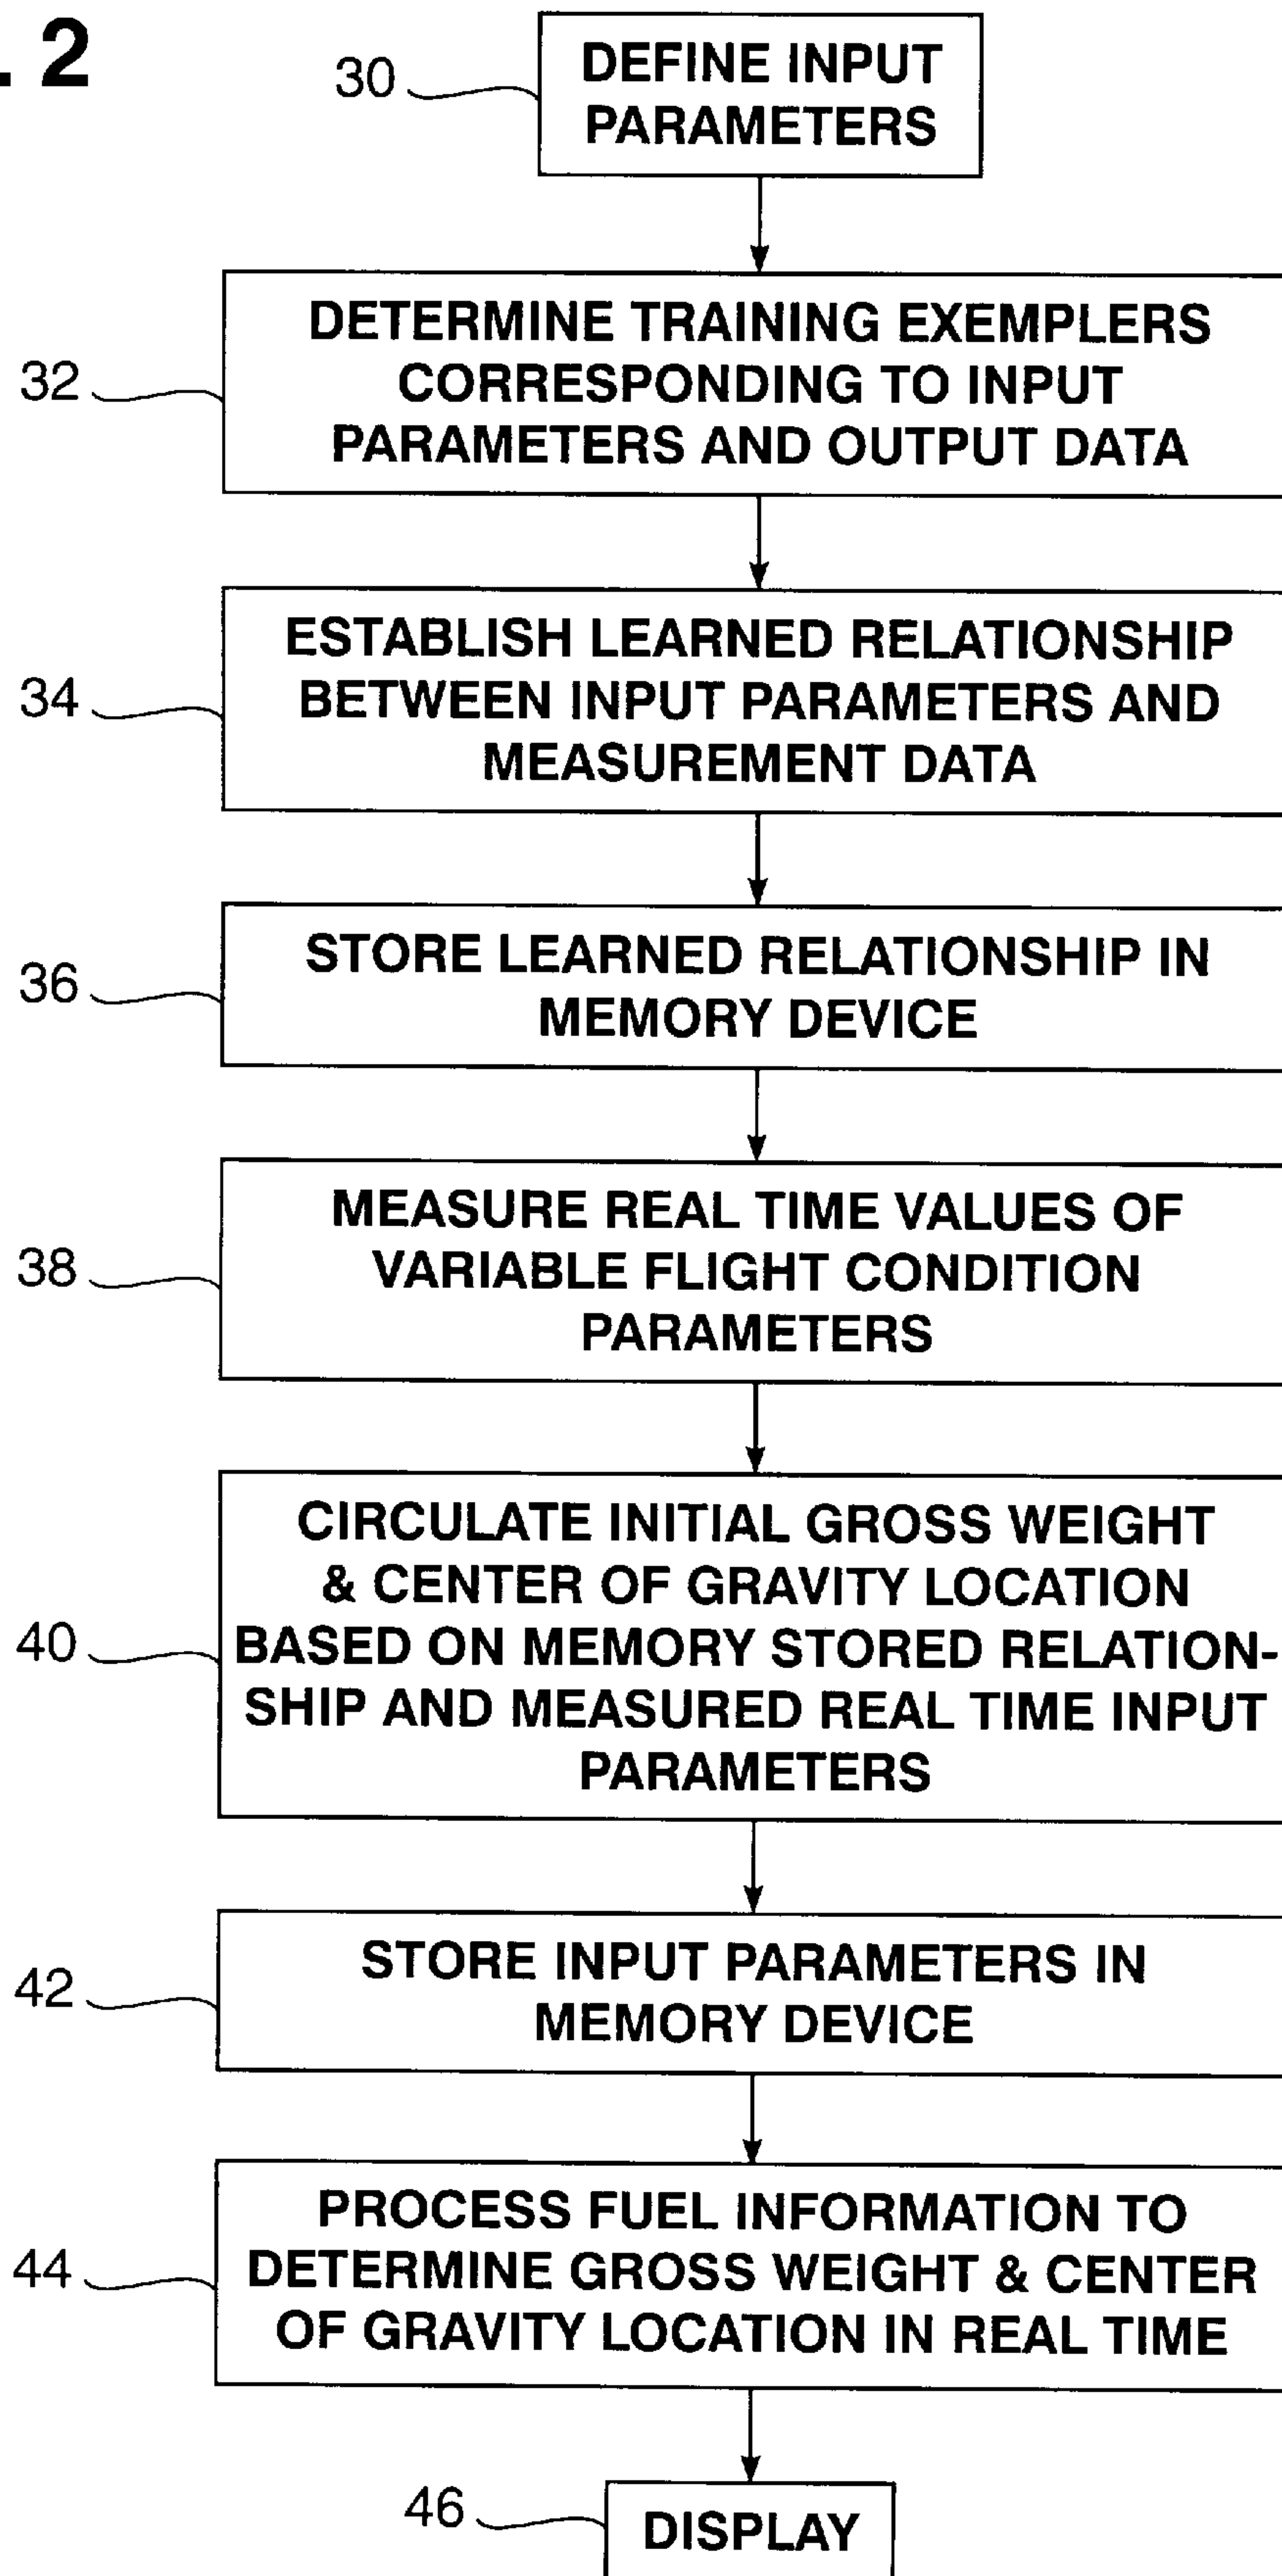 . 2
30
DEFINE INPUT
PARAMETERS
32
DETERMINE TRAINING EXEMPLERS
CORRESPONDING TO INPUT
PARAMETERS AND OUTPUT DATA
34
ESTABLISH LEARNED RELATIONSHIP
BETWEEN INPUT PARAMETERS AND
MEASUREMENT DATA
36
STORE LEARNED RELATIONSHIP IN
MEMORY DEVICE
38
MEASURE REAL TIME VALUES OF
VARIABLE FLIGHT CONDITION
PARAMETERS
40
CIRCULATE INITIAL GROSS WEIGHT
& CENTER OF GRAVITY LOCATION
BASED ON MEMORY STORED RELATION-
SHIP AND MEASURED REAL TIME INPUT
PARAMETERS
42
STORE INPUT PARAMETERS IN
MEMORY DEVICE
44
PROCESS FUEL INFORMATION TO
DETERMINE GROSS WEIGHT & CENTER
OF GRAVITY LOCATION IN REAL TIME
46
DISPLAY